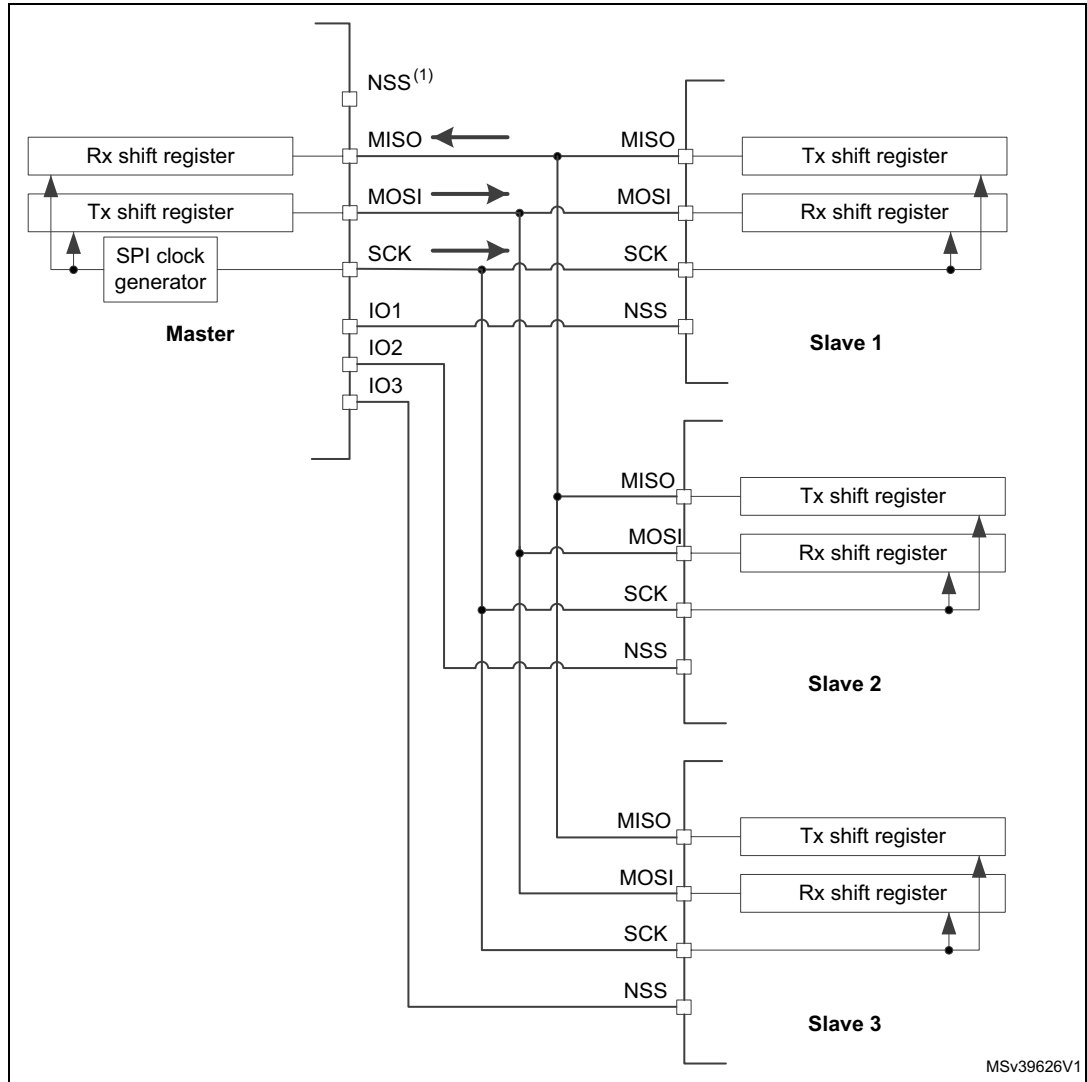 NSS(1)
MISO
MOSI
SCK
IO1
IO2
IO3
Rx shift register
Tx shift register
SPI clock
generator
Master
MISO
MOSI
SCK
NSS
Tx shift register
Rx shift register
Slave 1
MISO
MOSI
SCK
NSS
Tx shift register
Rx shift register
Slave 2
MISO
MOSI
SCK
NSS
Tx shift register
Rx shift register
Slave 3
MSv39626V1